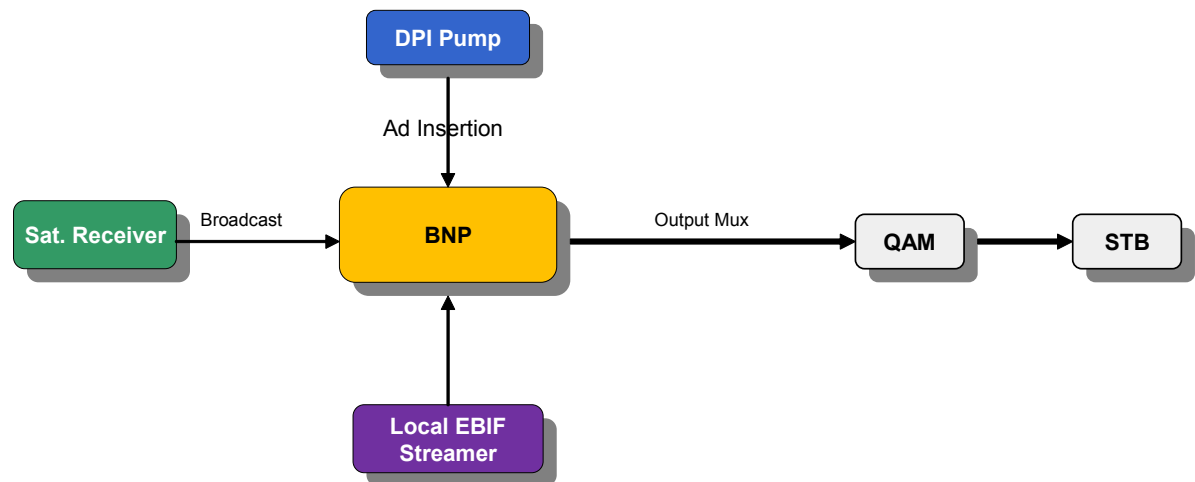 DPI Pump
Ad Insertion
Sat. Receiver
Broadcast
BNP
Output Mux
QAM
STB
Local EBIF
Streamer